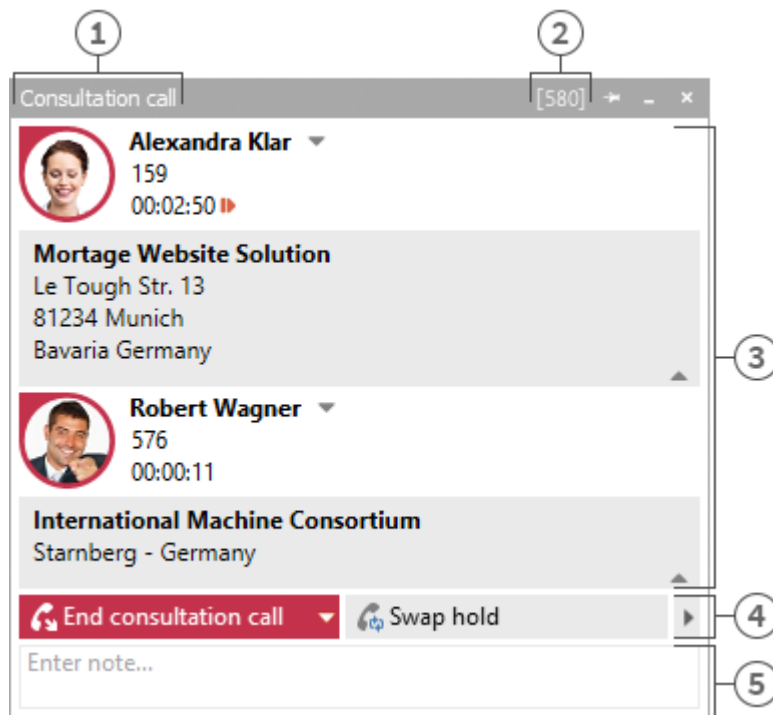 1 2
Consultation call [580]
Alexandra Klar
159
00:02:50
Mortage Website Solution
Le Tough Str. 13
81234 Munich
Bavaria Germany
3
Robert Wagner
576
00:00:11
International Machine Consortium
Starnberg - Germany
End consultation call Swap hold 4
Enter note... 5